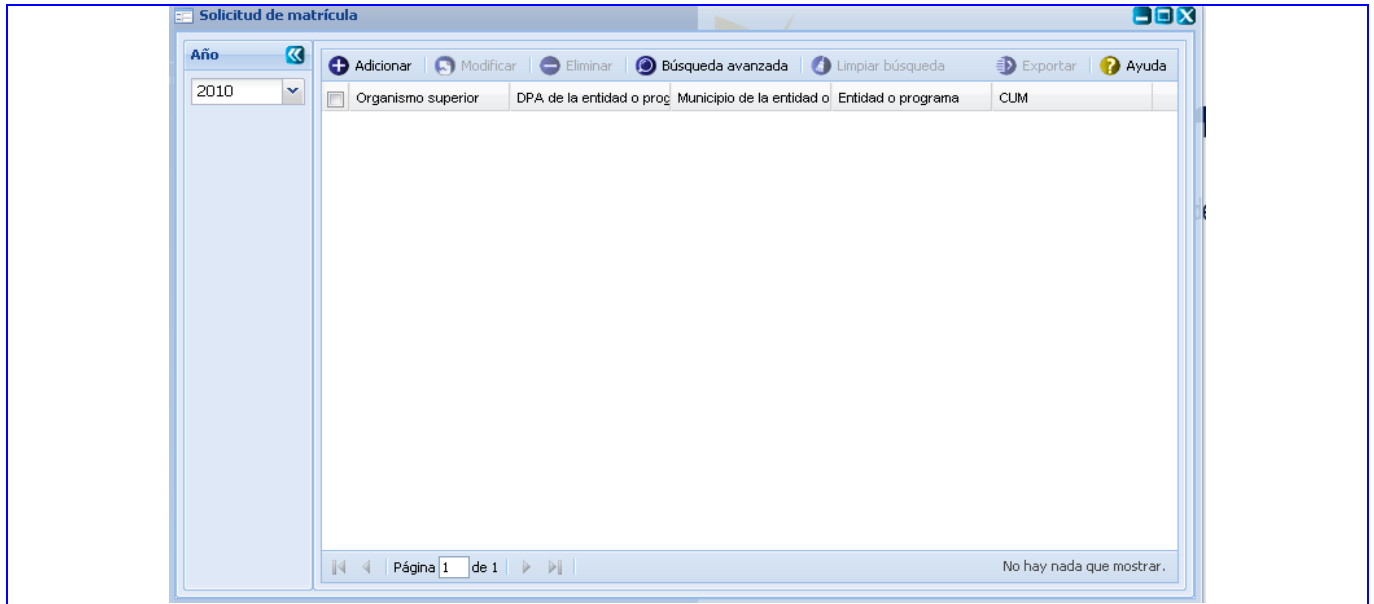 Solicitud de matrícula
Año
2010
Adicionar Modificar Eliminar Búsqueda avanzada Limpiar búsqueda Exportar Ayuda
Organismo superior DPA de la entidad o prog Municipio de la entidad o Entidad o programa CUM
Página 1 de 1
No hay nada que mostrar.